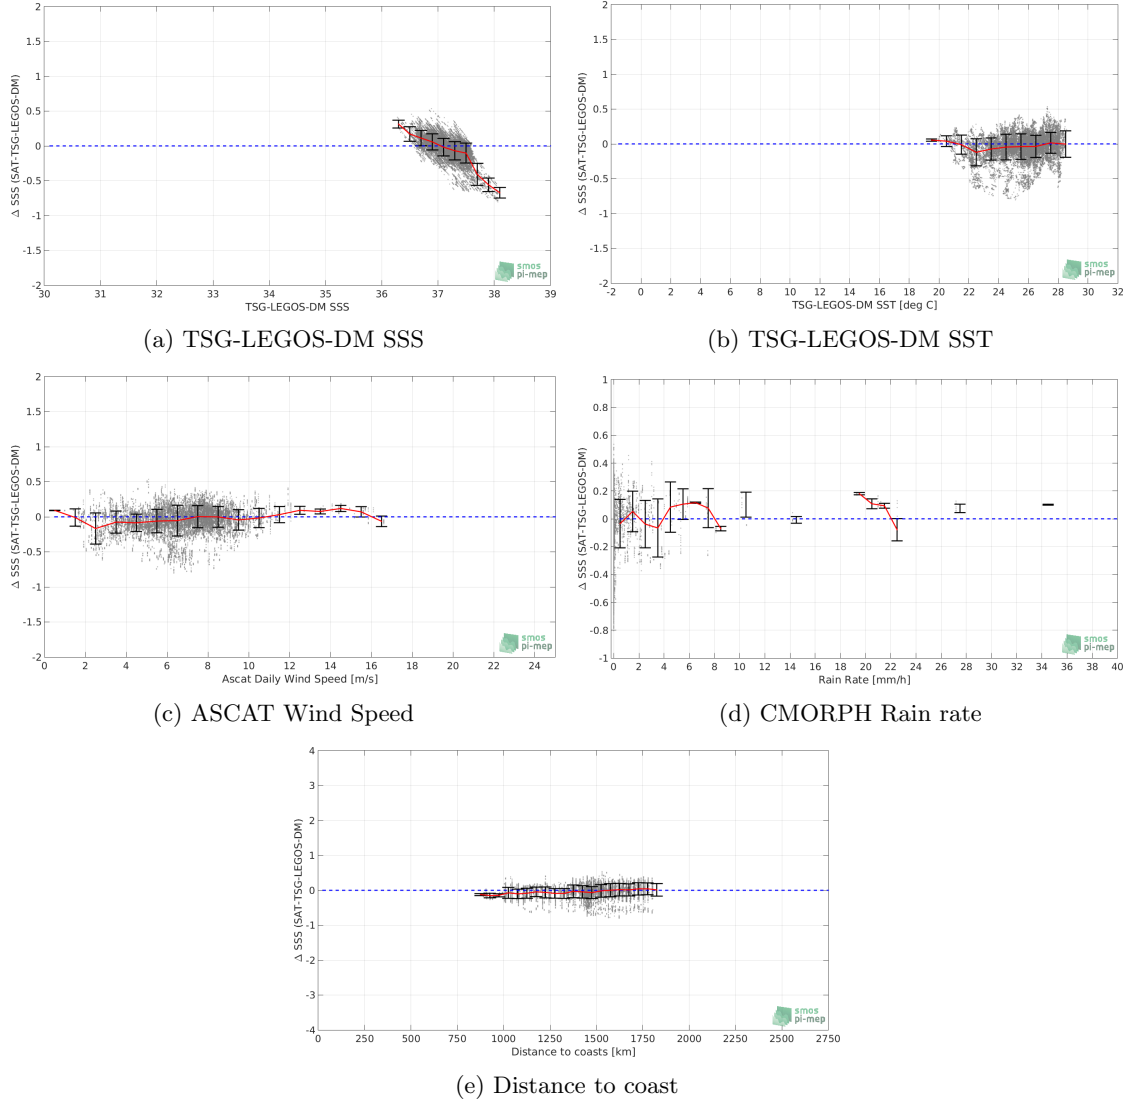 2
1.5
1
0.5
0
-0.5
-1
-1.5
-2
Δ SSS (SAT-TSG-LEGOS-DM)
30 31 32 33 34 35 36 37 38 39
TSG-LEGOS-DM SSS
smos
pi-mep
(a) TSG-LEGOS-DM SSS
2
1.5
1
0.5
0
-0.5
-1
-1.5
-2
Δ SSS (SAT-TSG-LEGOS-DM)
-2 0 2 4 6 8 10 12 14 16 18 20 22 24 26 28 30 32
TSG-LEGOS-DM SST [deg C]
smos
pi-mep
(b) TSG-LEGOS-DM SST
2
1.5
1
0.5
0
-0.5
-1
-1.5
-2
Δ SSS (SAT-TSG-LEGOS-DM)
0 2 4 6 8 10 12 14 16 18 20 22 24
Ascat Daily Wind Speed [m/s]
smos
pi-mep
(c) ASCAT Wind Speed
1
0.8
0.6
0.4
0.2
0
-0.2
-0.4
-0.6
-0.8
-1
Δ SSS (SAT-TSG-LEGOS-DM)
0 2 4 6 8 10 12 14 16 18 20 22 24 26 28 30 32 34 36 38 40
Rain Rate [mm/h]
smos
pi-mep
(d) CMORPH Rain rate
4
3
2
1
0
-1
-2
-3
-4
Δ SSS (SAT-TSG-LEGOS-DM)
0 250 500 750 1000 1250 1500 1750 2000 2250 2500 2750
Distance to coasts [km]
smos
pi-mep
(e) Distance to coast